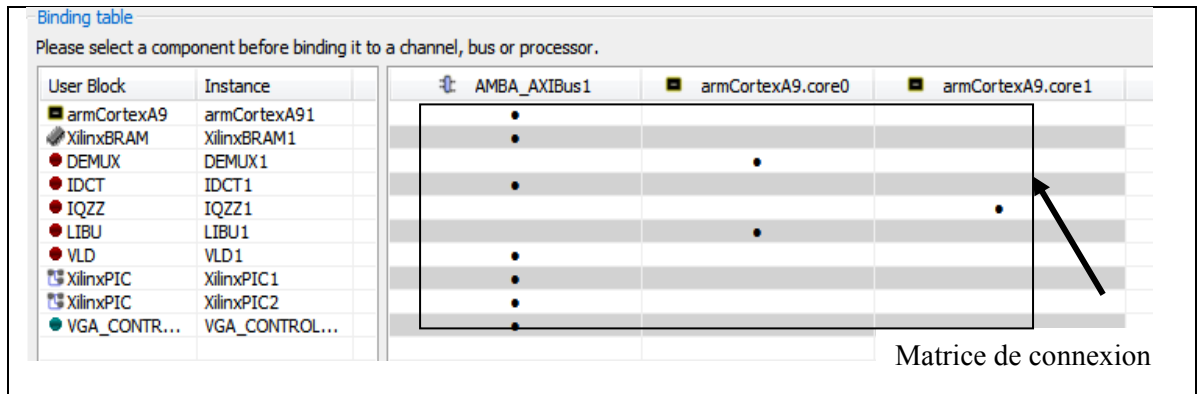 Binding table
Please select a component before binding it to a channel, bus or processor.
User Block Instance AMBA_AXIBus1 armCortexA9.core0 armCortexA9.core1
armCortexA9 armCortexA91
XilinxBRAM XilinxBRAM1
DEMUX DEMUX1
IDCT IDCT1
IQZZ IQZZ1
LIBU LIBU1
VLD VLD1
XilinxPIC XilinxPIC1
XilinxPIC XilinxPIC2
VGA_CONTR... VGA_CONTROL...
Matrice de connexion